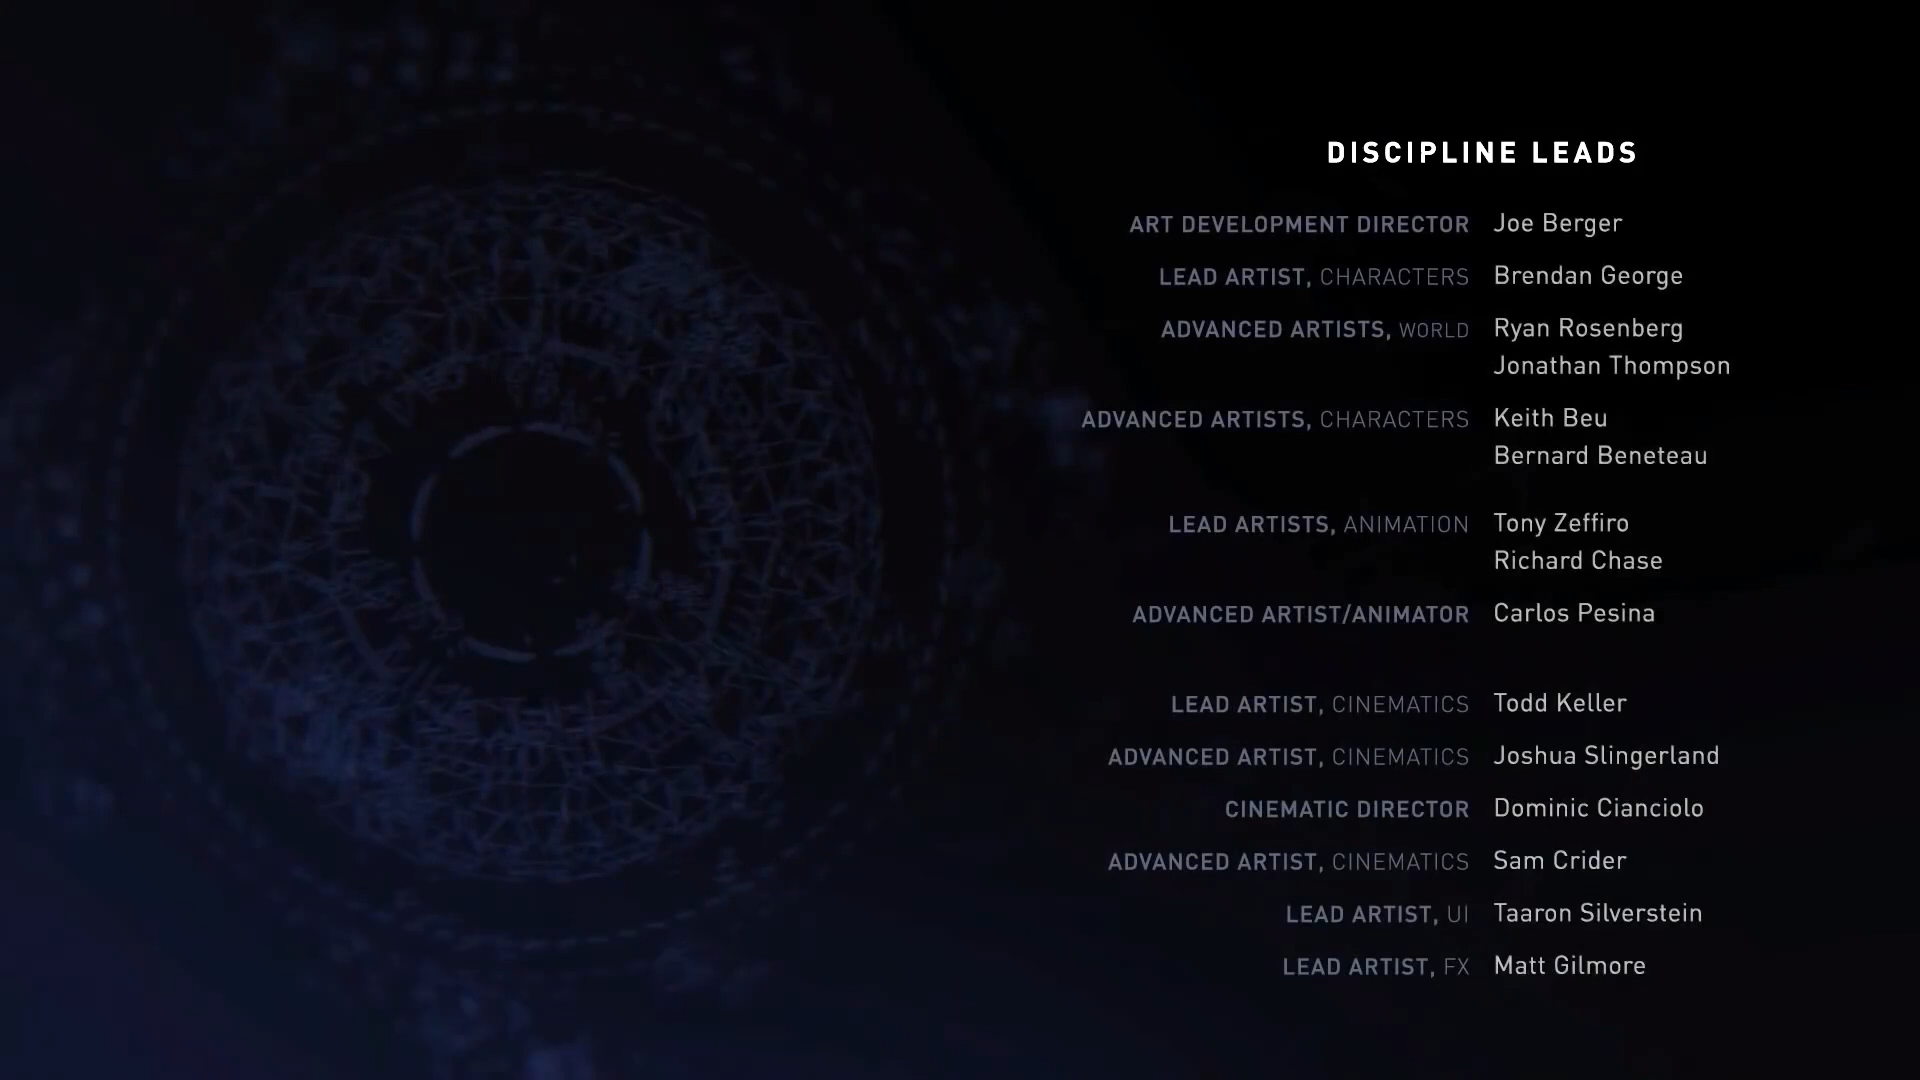 DISCIPLINE LEADS
ART DEVELOPMENT DIRECTOR Joe Berger
LEAD ARTIST, CHARACTERS Brendan George
ADVANCED ARTISTS, WORLD Ryan Rosenberg
Jonathan Thompson
ADVANCED ARTISTS, CHARACTERS Keith Beu
Bernard Beneteau
LEAD ARTISTS, ANIMATION Tony Zeffiro
Richard Chase
ADVANCED ARTIST/ANIMATOR Carlos Pesina
LEAD ARTIST, CINEMATICS Todd Keller
ADVANCED ARTIST, CINEMATICS Joshua Slingerland
CINEMATIC DIRECTOR Dominic Cianciolo
ADVANCED ARTIST, CINEMATICS Sam Crider
LEAD ARTIST, UI Taaron Silverstein
LEAD ARTIST, FX Matt Gilmore